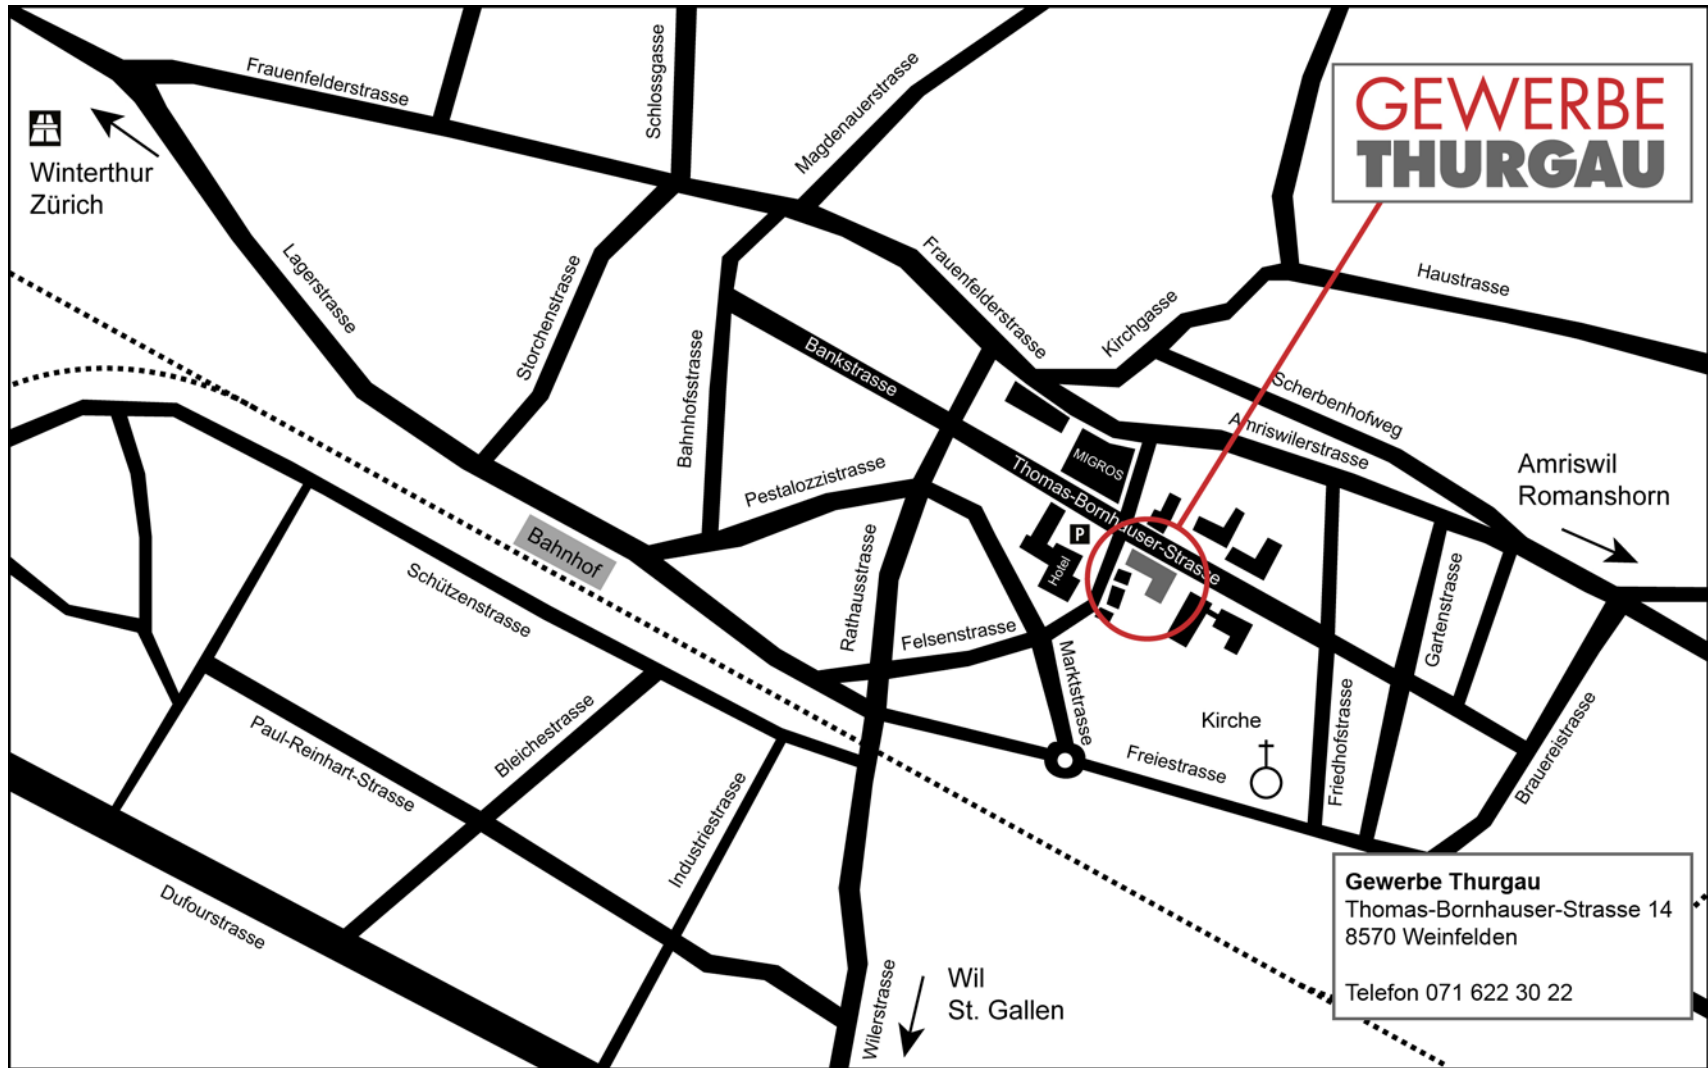 GEWERBE
THURGAU
Frauenfelderstrasse
Schlossgasse
Magdenauerstrasse
Winterthur
Zürich
Lagerstrasse
Storchenstrasse
Bahnhofsstrasse
Bankstrasse
Frauenfelderstrasse
Kirchgasse
Haustrasse
Scherbenhofweg
Amriswilerstrasse
Amriswil
Romanshorn
MIGROS
Thomas-Bornhauser-Strasse
P
Hotel
Pestalozzistrasse
Bahnhof
Schützenstrasse
Rathausstrasse
Felsenstrasse
Marktstrasse
Gartenstrasse
Friedhofstrasse
Brauereistrasse
Kirche
Freiestrasse
Bleichestrasse
Paul-Reinhart-Strasse
Industriestrasse
Dufourstrasse
Wilerstrasse
Wil
St. Gallen
Gewerbe Thurgau
Thomas-Bornhauser-Strasse 14
8570 Weinfelden
Telefon 071 622 30 22